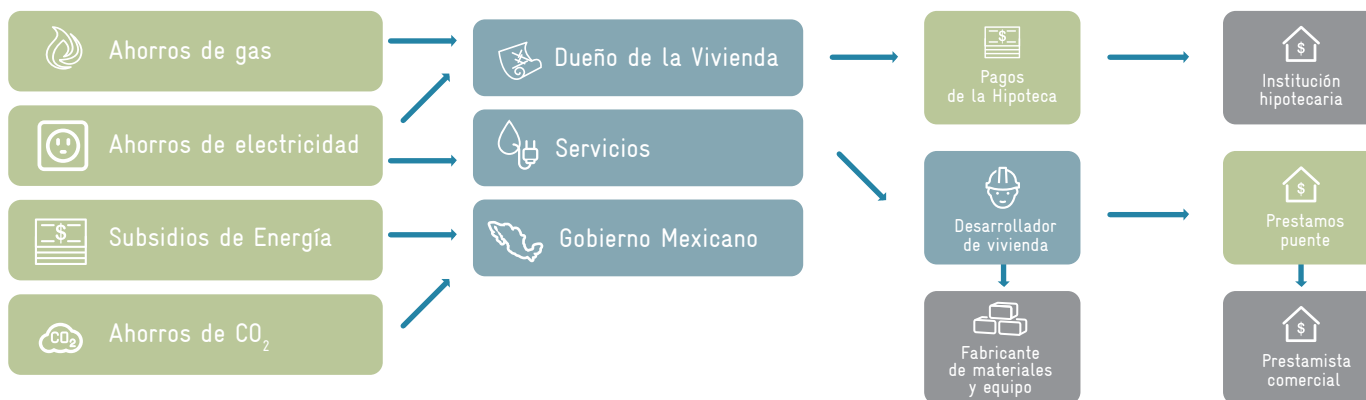 Ahorros de gas
Ahorros de electricidad
$
Subsidios de Energía
CO2
Ahorros de CO2
Dueño de la Vivienda
Servicios
Gobierno Mexicano
$
Pagos
de la Hipoteca
$
Institución
hipotecaria
Desarrollador
de vivienda
$
Prestamos
puente
Fabricante
de materiales
y equipo
$
Prestamista
comercial